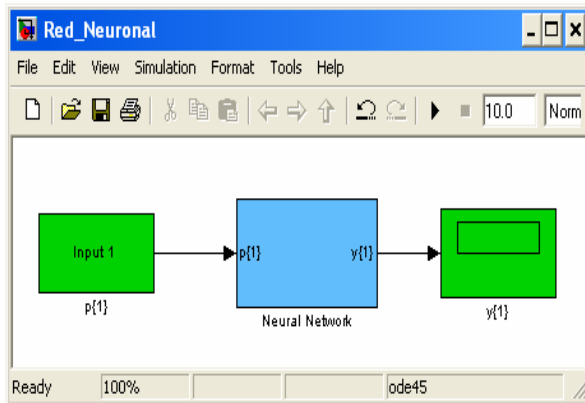 Red_Neuronal
File Edit View Simulation Format Tools Help
10.0 Norm
Input 1
p{1}
p{1} y{1}
Neural Network
y{1}
Ready 100% ode45